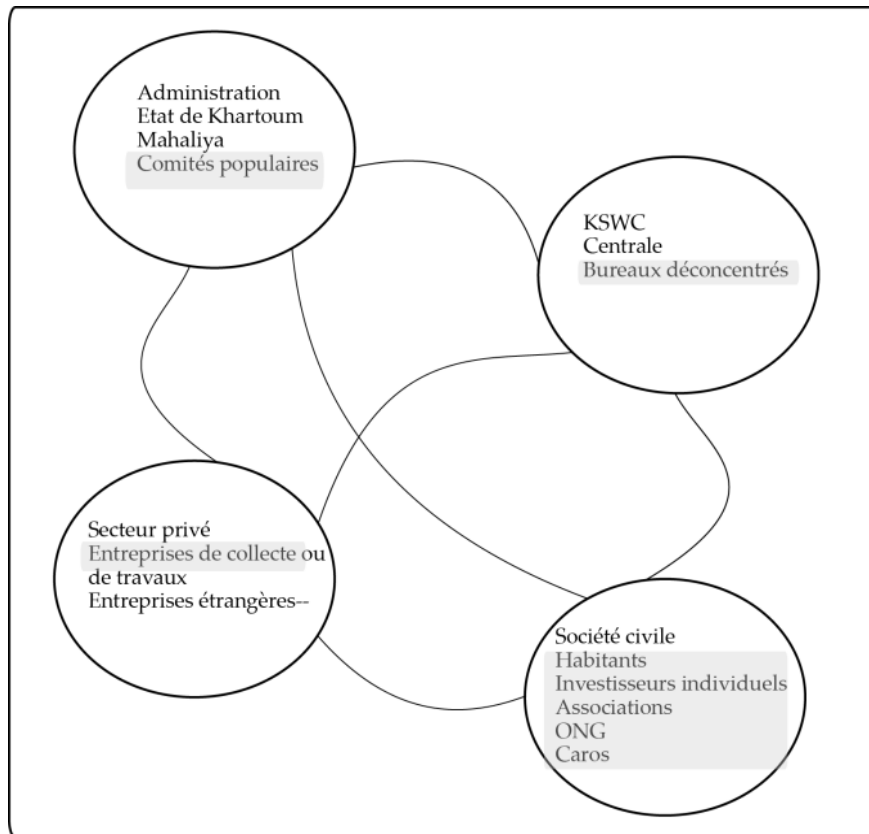 Administration
Etat de Khartoum
Mahaliya
Comités populaires
KSWC
Centrale
Bureaux déconcentrés
Secteur privé
Entreprises de collecte ou
de travaux
Entreprises étrangères--
Société civile
Habitants
Investisseurs individuels
Associations
ONG
Caros